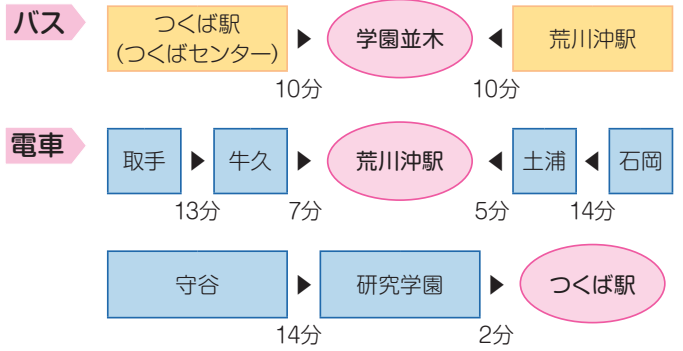 バス
つくば駅
(つくばセンター)
学園並木
荒川沖駅
10分
10分
電車
取手
牛久
荒川沖駅
土浦
石岡
13分
7分
5分
14分
守谷
研究学園
つくば駅
14分
2分